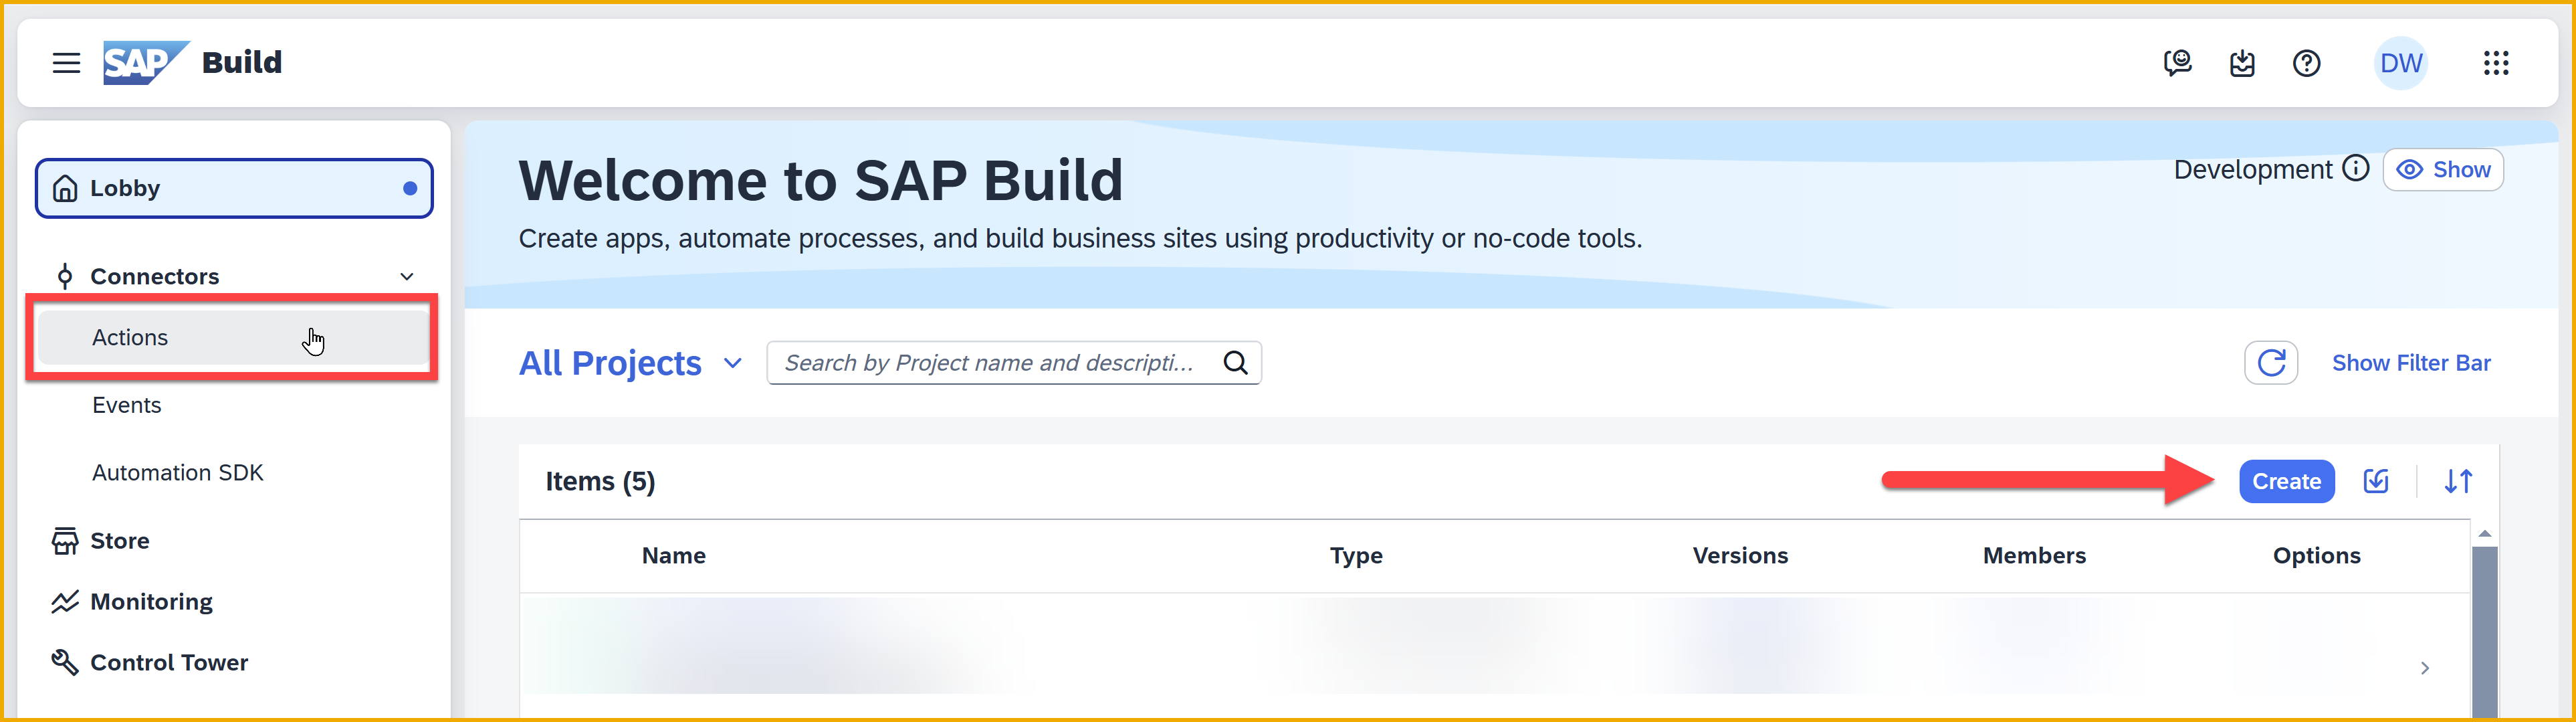 SAP Build
DW
Lobby
Connectors
Actions
Events
Automation SDK
Store
Monitoring
Control Tower
Welcome to SAP Build
Create apps, automate processes, and build business sites using productivity or no-code tools.
Development Show
All Projects Search by Project name and descripti... Show Filter Bar
Items (5) Create
Name Type Versions Members Options